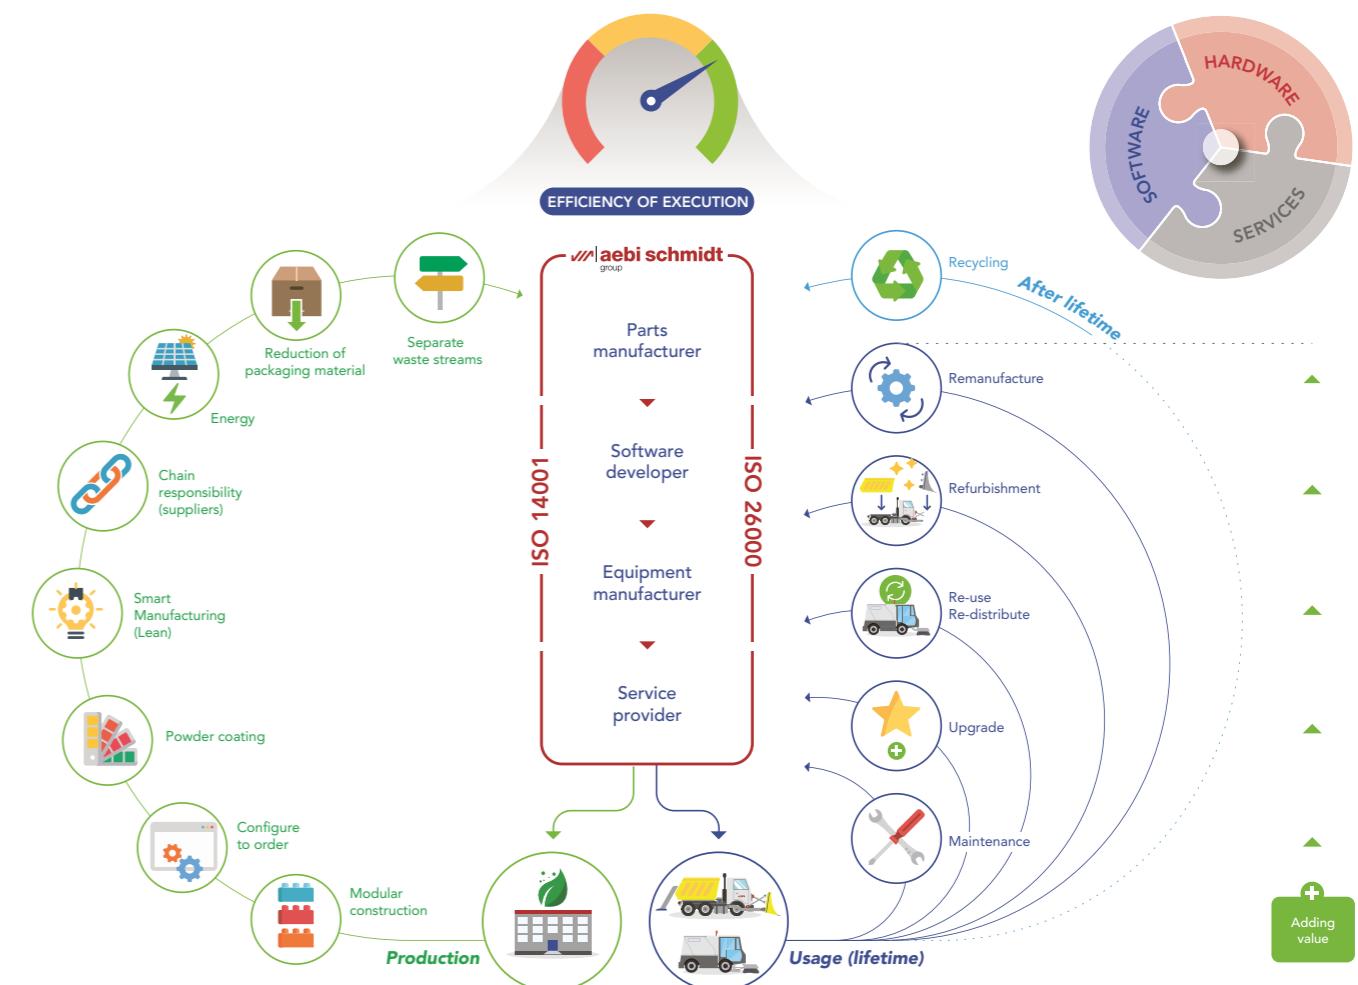 EFFICIENCY OF EXECUTION
HARDWARE
SOFTWARE
SERVICES
aebi schmidt
group
Parts
manufacturer
Software
developer
Equipment
manufacturer
Service
provider
ISO 14001
ISO 26000
Separate
waste streams
Reduction of
packaging material
Energy
Chain
responsibility
(suppliers)
Smart
Manufacturing
(Lean)
Powder coating
Configure
to order
Modular
construction
Production
Usage (lifetime)
Recycling
After lifetime
Remanufacture
Refurbishment
Re-use
Re-distribute
Upgrade
Maintenance
Adding
value